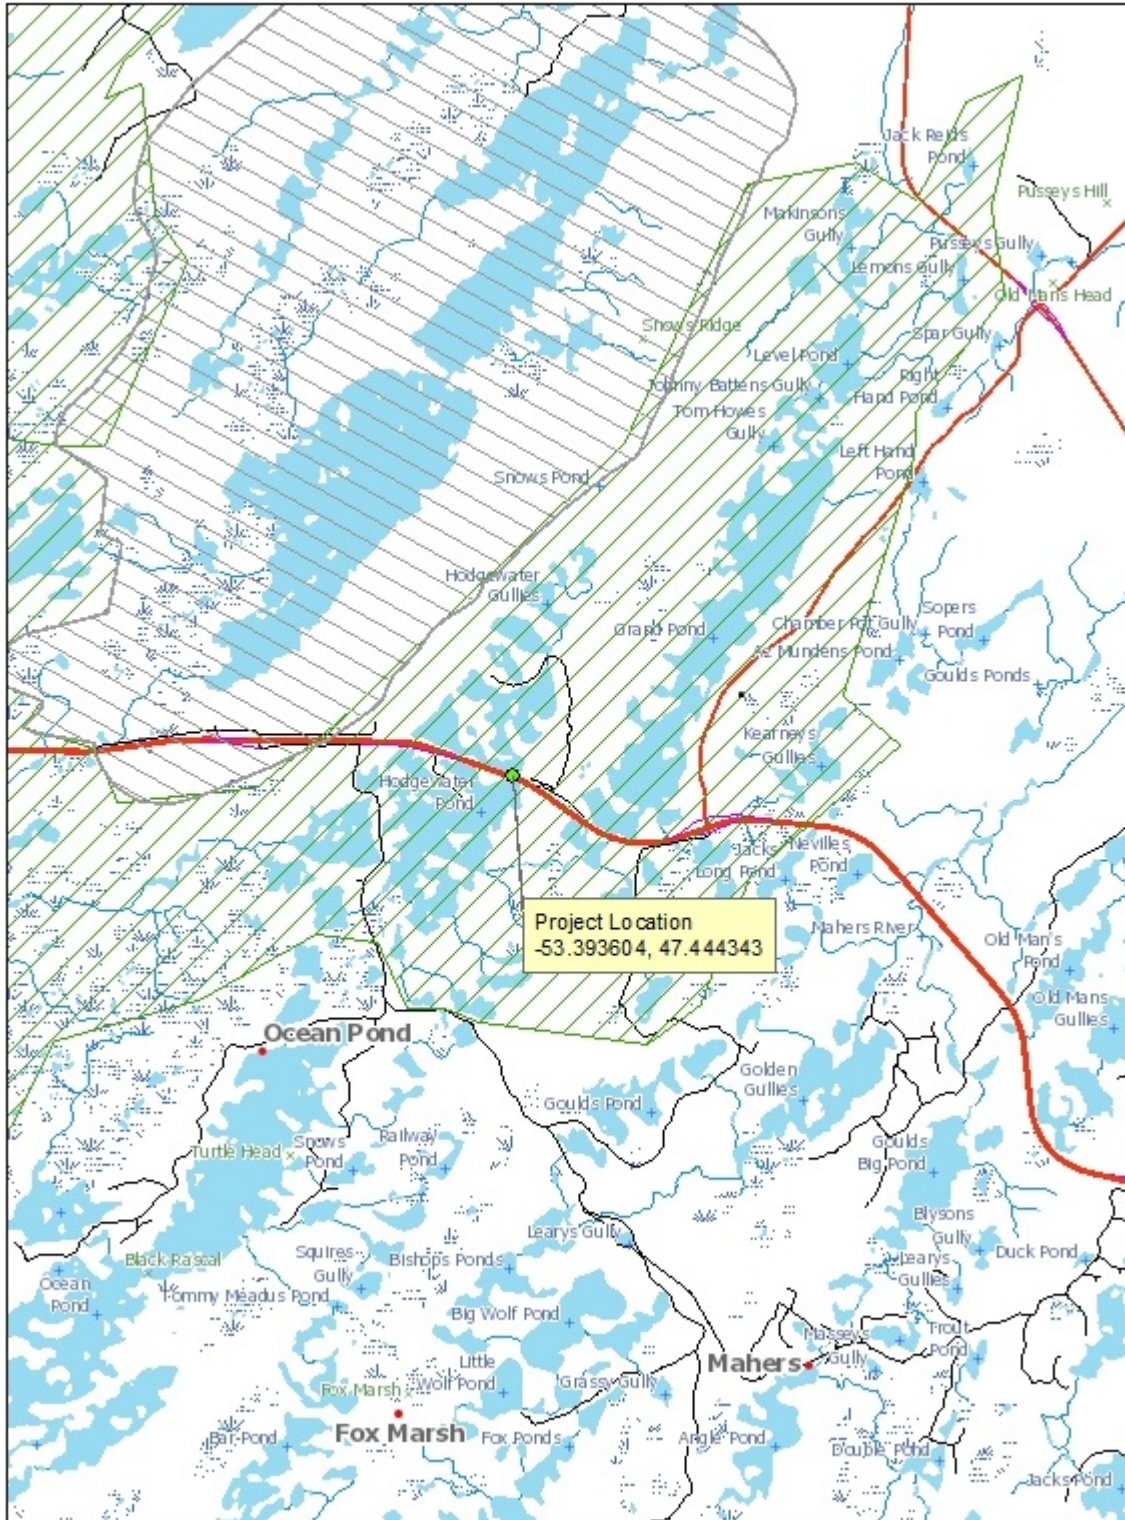 Jack Reids
Pond
Pusseys Hill
Makinsons
Gully
Pusseys Gully
Lemons Gully
Old Mans Head
Snows Ridge
Spar Gully
Level Pond
Right
Hand Pond
Johnny Battens Gully
Tom Howes
Gully
Left Hand
Pond
Snows Pond
Hodgewater
Gullies
Sopers
Pond
Grand Pond
Chamber Pot Gully
Az Mundens Pond
Goulds Ponds
Kearneys
Gullies
Hodgewater
Pond
Jacks
Long Pond
Nevilles
Pond
Project Location
-53.393604, 47.444343
Mahers River
Old Man's
Pond
Old Mans
Gullies
Ocean Pond
Golden
Gullies
Goulds Pond
Turtle Head
Snows
Pond
Railway
Pond
Goulds
Big Pond
Blysons
Gully
Learys Gully
Duck Pond
Black Rascal
Squires
Gully
Bishops Ponds
Learys
Gullies
Ocean
Pond
Tommy Meadus Pond
Big Wolf Pond
Trout
Pond
Masseys
Gully
Mahers
Little
Wolf Pond
Grassy Gully
Fox Marsh
Fox Marsh
Bar Pond
Fox Ponds
Angle Pond
Double Pond
Jacks Pond